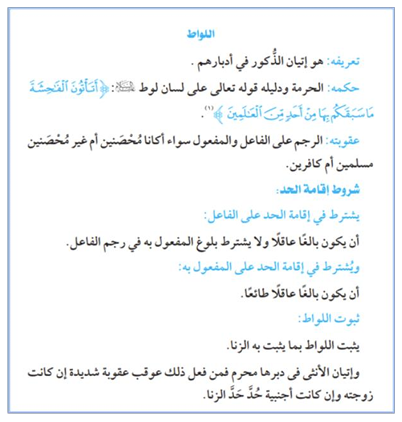 اللواط
تعريفه: هو إتيان الذُّكور في أدبارهم .
حكمه: الحرمة ودليله قوله تعالى على لسان لوط ﷺ: ﴿أَتَأْتُونَ الْفَاحِشَةَ
مَا سَبَقَكُم بِهَا مِنْ أَحَدٍ مِّنَ الْعَالَمِينَ﴾ (١).
عقوبته: الرجم على الفاعل والمفعول سواء أكانا مُحْصَنين أم غير مُحْصَنين
مسلمين أم كافرين.
شروط إقامة الحد:
يشترط في إقامة الحد على الفاعل:
أن يكون بالغًا عاقلًا ولا يشترط بلوغ المفعول به في رجم الفاعل.
ويُشترط في إقامة الحد على المفعول به:
أن يكون بالغًا عاقلًا طائعًا.
ثبوت اللواط:
يثبت اللواط بما يثبت به الزنا.
وإتيان الأنثى فى دبرها محرم فمن فعل ذلك عوقب عقوبة شديدة إن كانت
زوجته وإن كانت أجنبية حُدَّ حَدَّ الزنا.